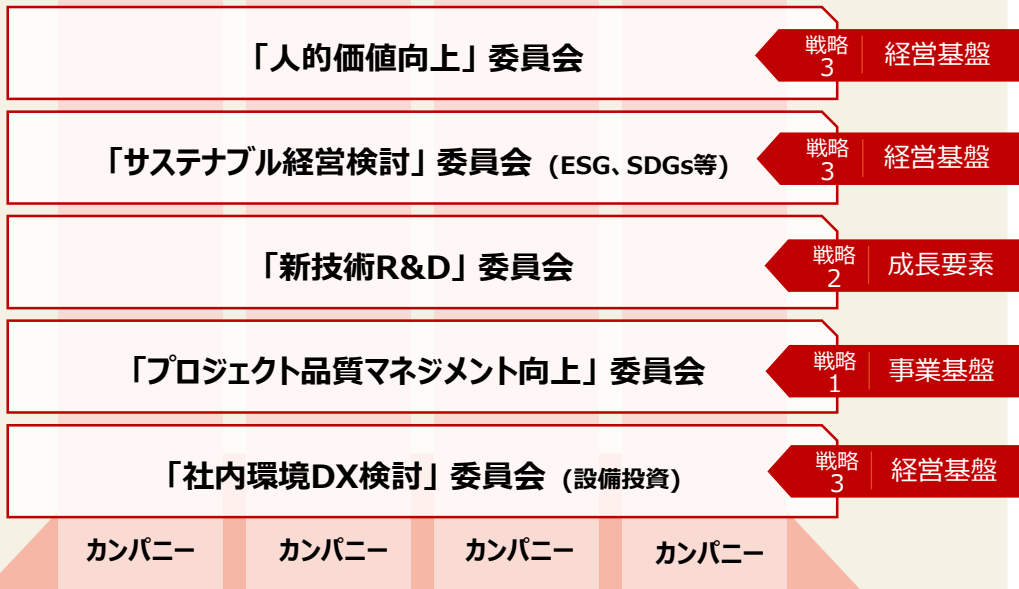 「人的価値向上」委員会
戦略
3
経営基盤
「サステナブル経営検討」委員会 (ESG、SDGs等)
戦略
3
経営基盤
「新技術R&D」委員会
戦略
2
成長要素
「プロジェクト品質マネジメント向上」委員会
戦略
1
事業基盤
「社内環境DX検討」委員会 (設備投資)
戦略
3
経営基盤
カンパニー カンパニー カンパニー カンパニー